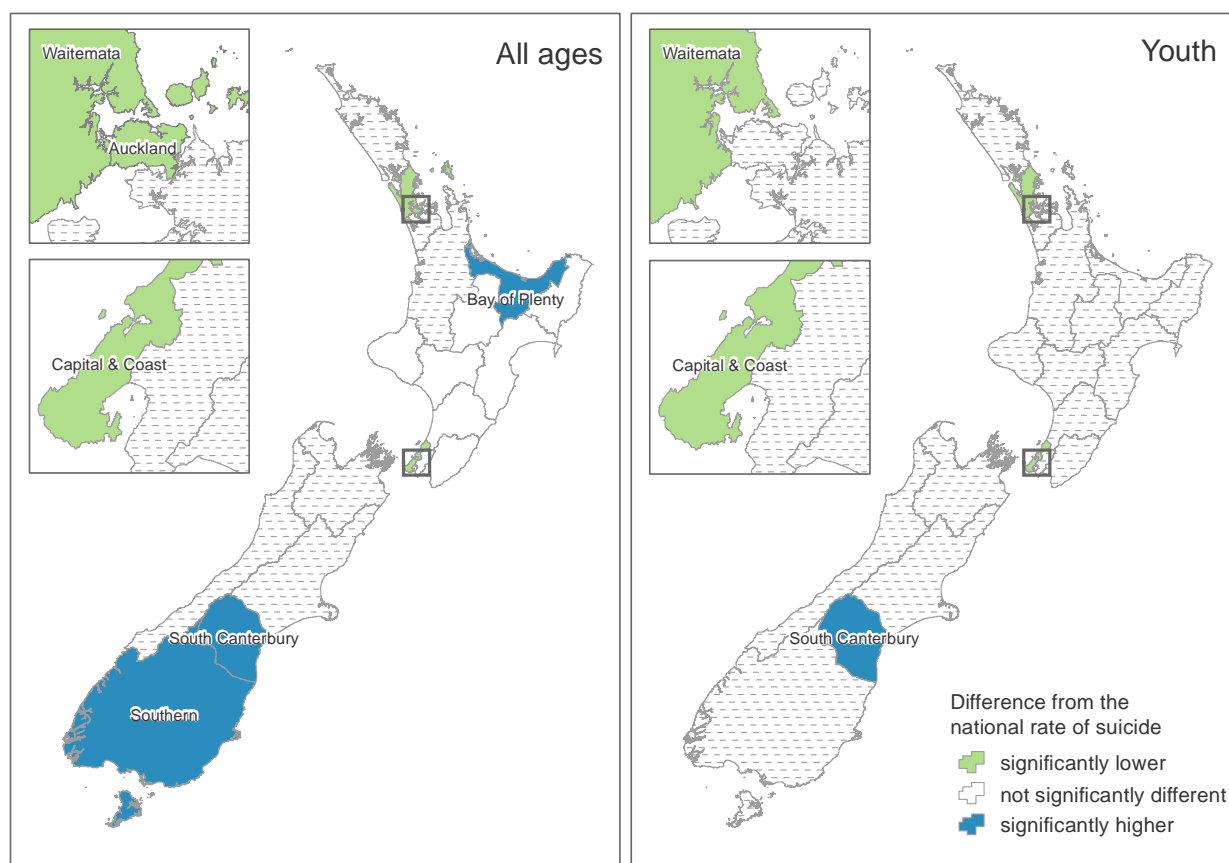 All ages
Waitemata
Auckland
Capital & Coast
Bay of Plenty
South Canterbury
Southern
Youth
Waitemata
Capital & Coast
South Canterbury
Difference from the
national rate of suicide
significantly lower
not significantly different
significantly higher